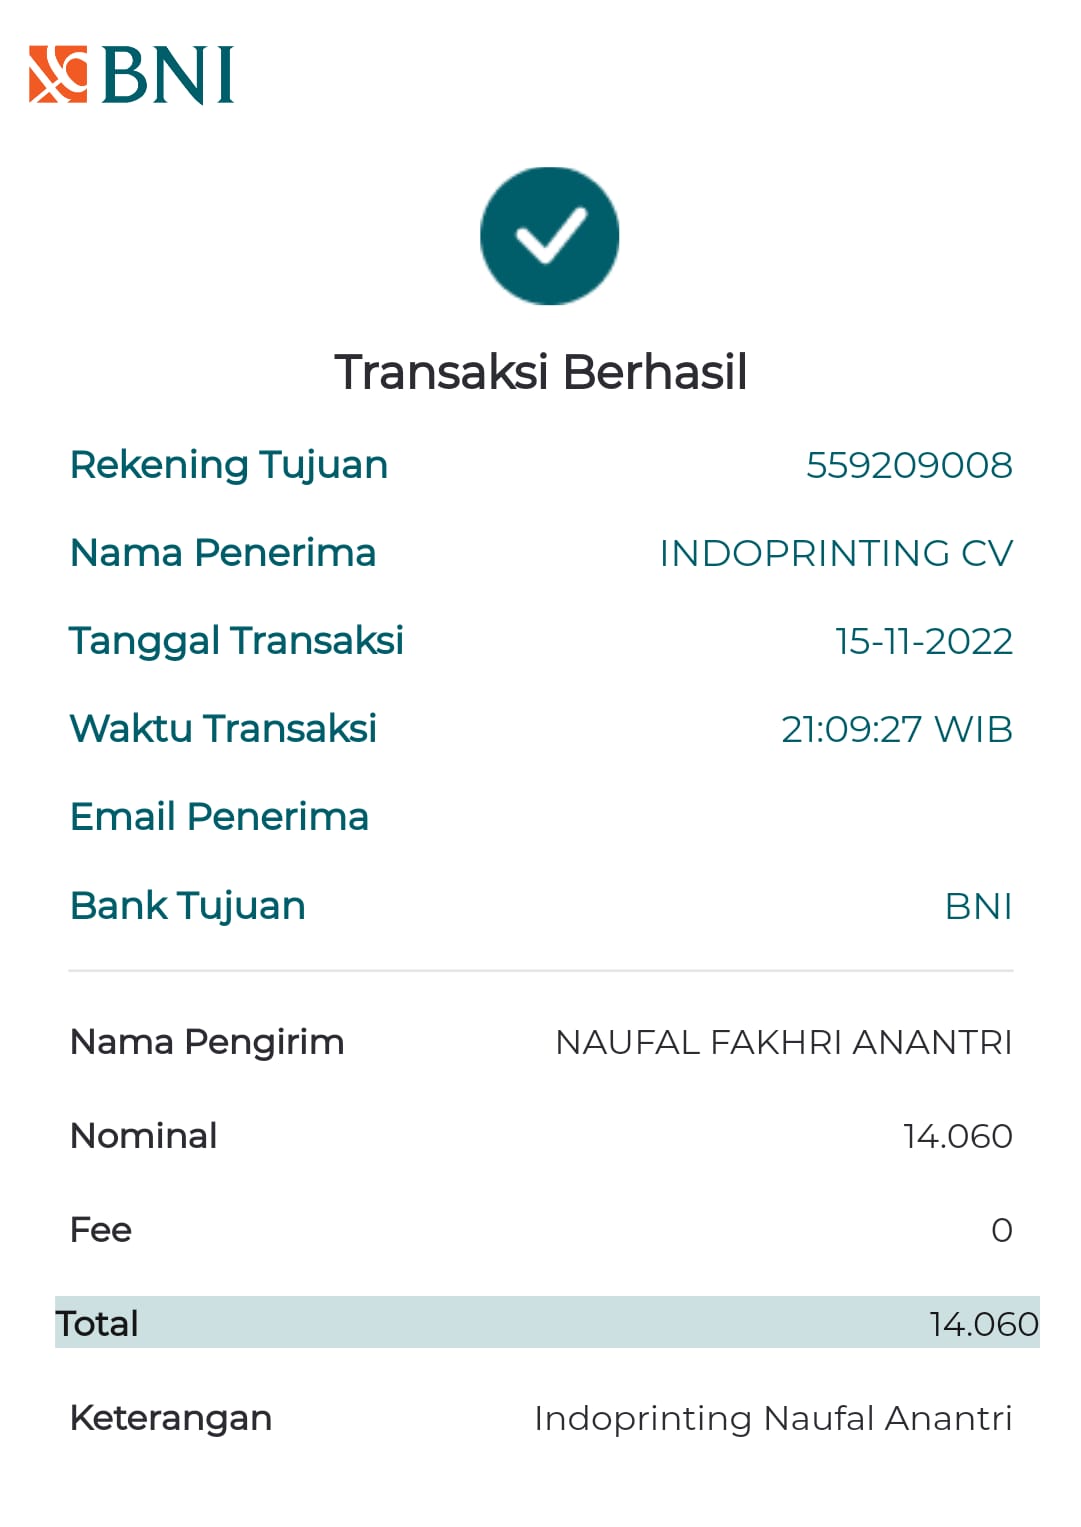 BNI
Transaksi Berhasil
Rekening Tujuan 559209008
Nama Penerima INDOPRINTING CV
Tanggal Transaksi 15-11-2022
Waktu Transaksi 21:09:27 WIB
Email Penerima
Bank Tujuan BNI
Nama Pengirim NAUFAL FAKHRI ANANTRI
Nominal 14.060
Fee 0
Total 14.060
Keterangan Indoprinting Naufal Anantri